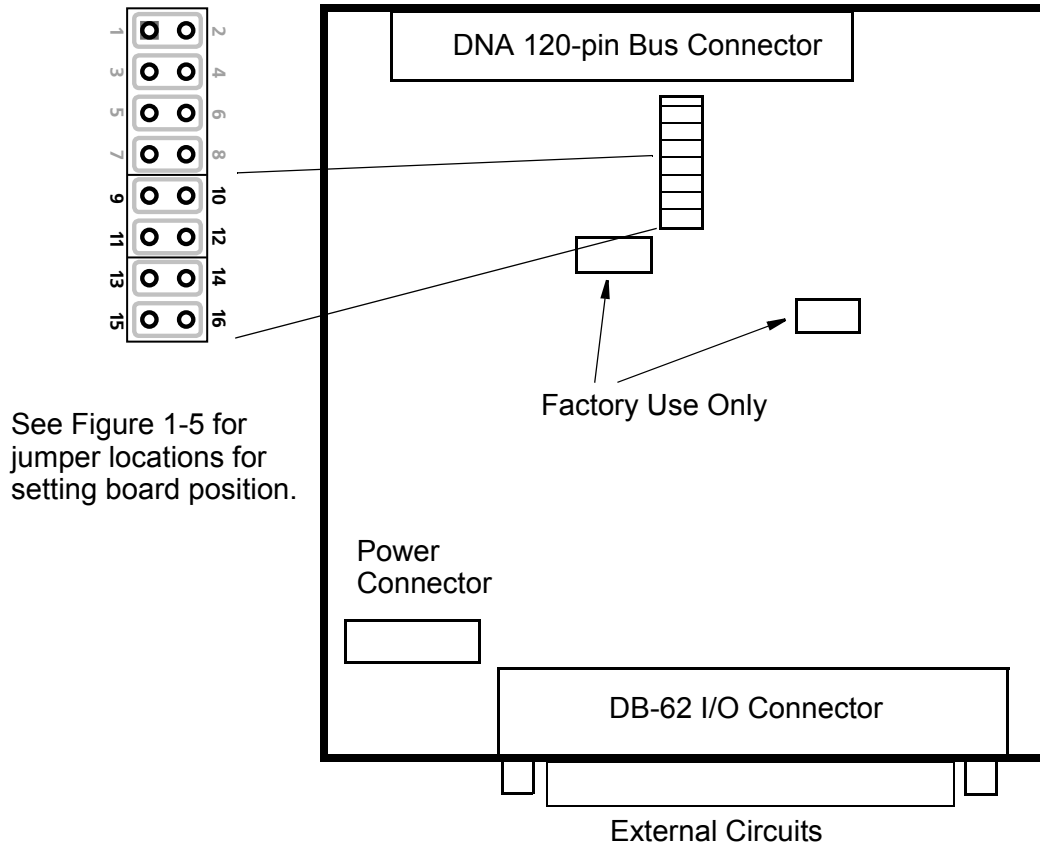 1 2
3 4
5 6
7 8
9 10
11 12
13 14
15 16
DNA 120-pin Bus Connector
Factory Use Only
See Figure 1-5 for
jumper locations for
setting board position.
Power
Connector
DB-62 I/O Connector
External Circuits